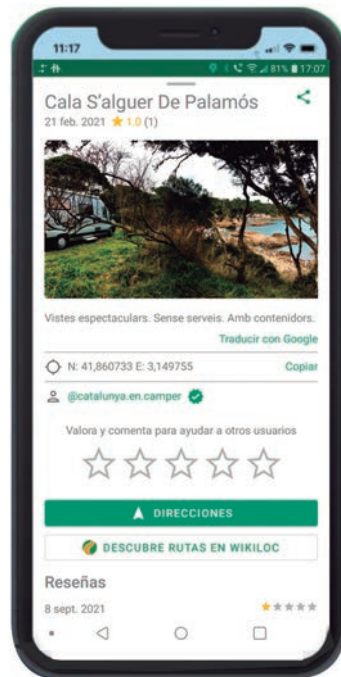 11:17
81% 17:07
Cala S'alguer De Palamós
21 feb. 2021 ★ 1.0 (1)
Vistes espectaculars. Sense serveis. Amb contenidors.
Traducir con Google
N: 41,860733 E: 3,149755 Copiar
@catalunya.en.camper
Valora y comenta para ayudar a otros usuarios
DIRECCIONES
DESCUBRE RUTAS EN WIKILOC
Reseñas
8 sept. 2021